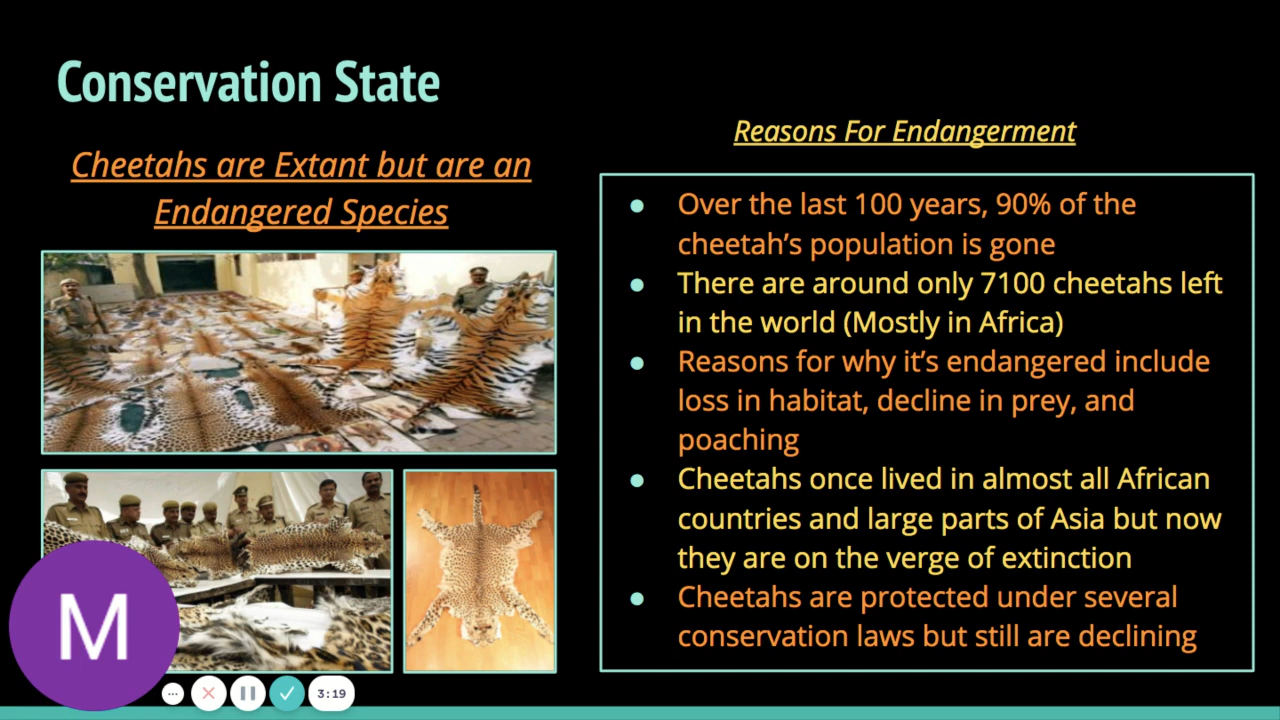 Conservation State
Cheetahs are Extant but are an
Endangered Species
Reasons For Endangerment
● Over the last 100 years, 90% of the
cheetah's population is gone
● There are around only 7100 cheetahs left
in the world (Mostly in Africa)
● Reasons for why it's endangered include
loss in habitat, decline in prey, and
poaching
● Cheetahs once lived in almost all African
countries and large parts of Asia but now
they are on the verge of extinction
● Cheetahs are protected under several
conservation laws but still are declining
M
3:19